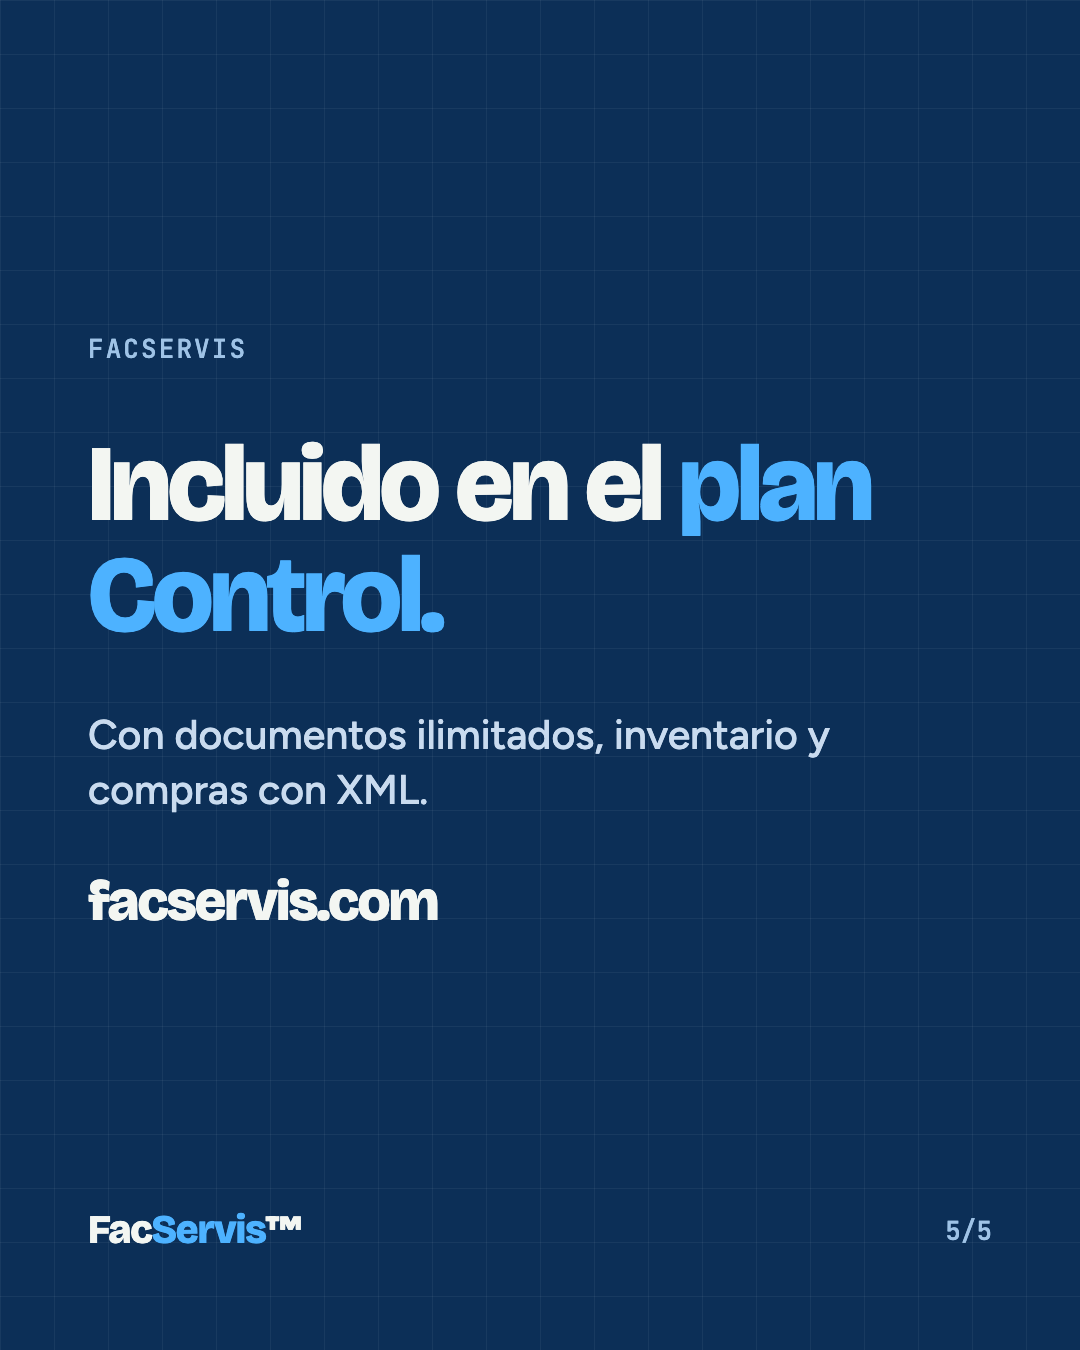 FACSERVIS
Incluido en el plan
Control.
Con documentos ilimitados, inventario y
compras con XML.
facservis.com
FacServis™
5/5